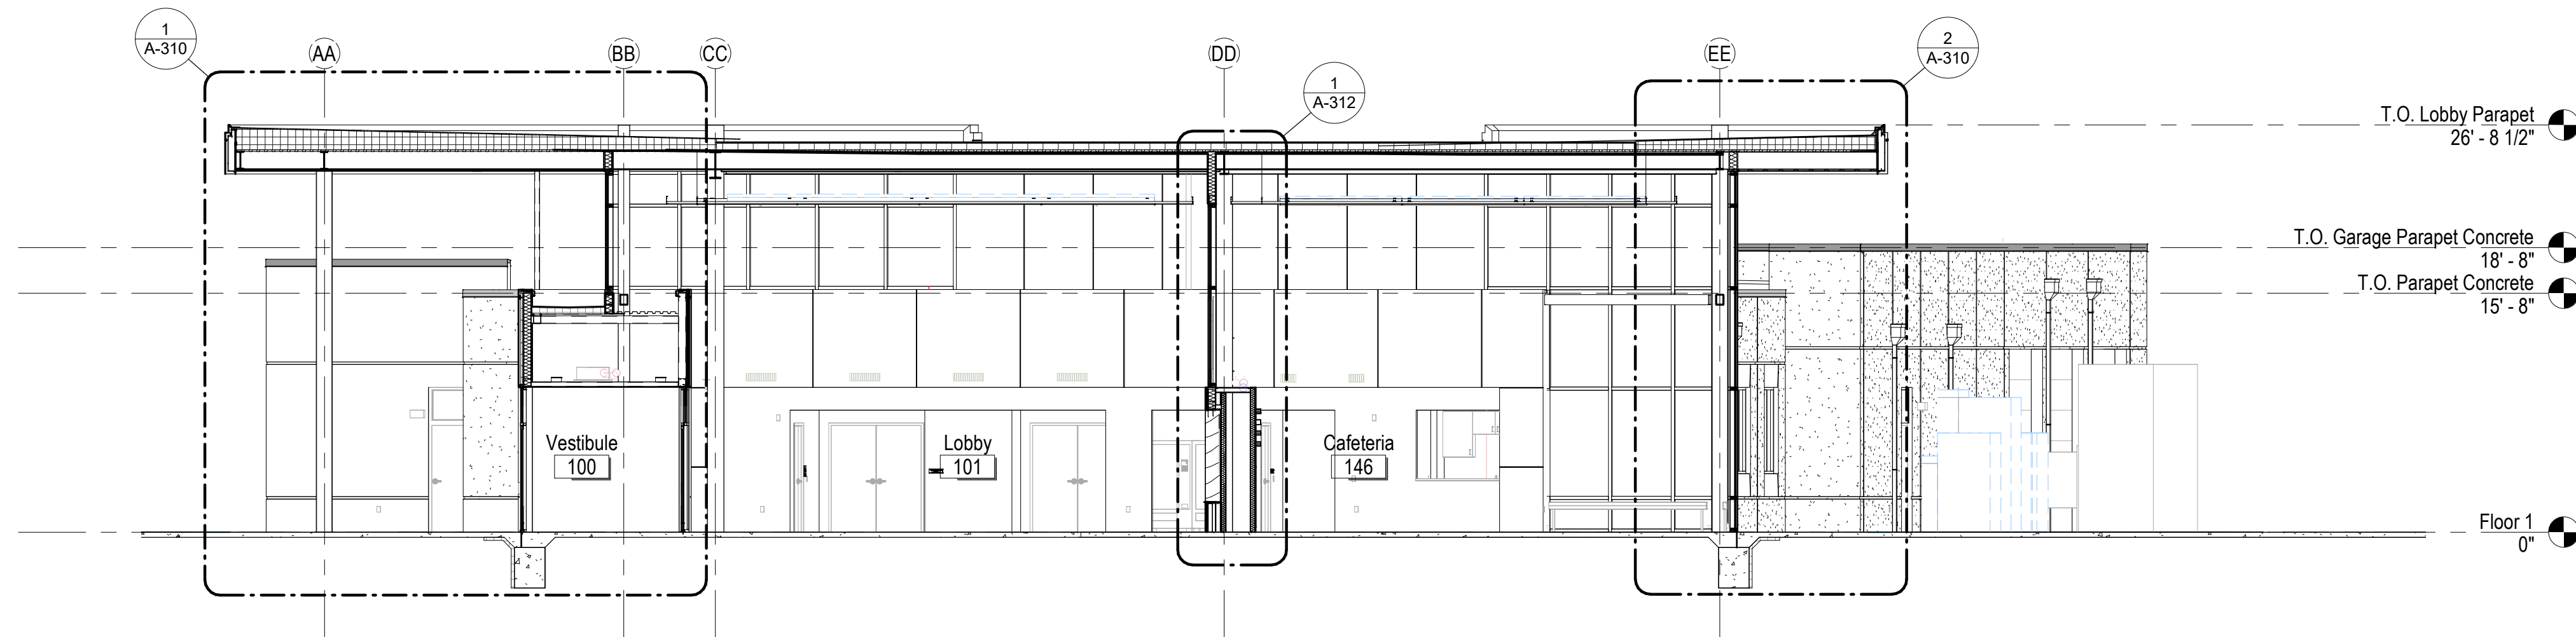 1
A-310
(AA)
(BB)
(CC)
(DD)
(EE)
2
A-310
1
A-312
T.O. Lobby Parapet
26' - 8 1/2"
T.O. Garage Parapet Concrete
18' - 8"
T.O. Parapet Concrete
15' - 8"
Vestibule
100
Lobby
101
Cafeteria
146
Floor 1
0"